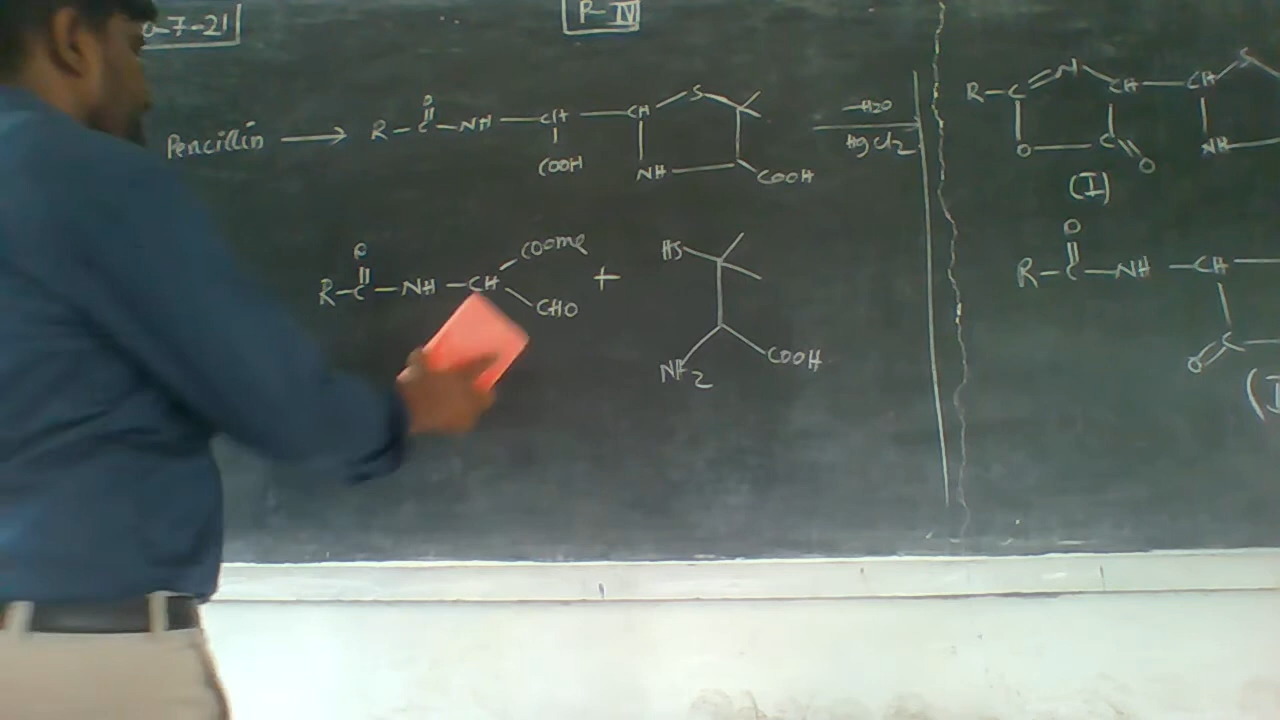 0-7-21
P-IV
Pencillin → R-C(=O)-NH-CH(COOH)-CH S NH COOH
-H2O
HgCl2
R-C=N-CH-CH S
O C=O NH
(I)
R-C(=O)-NH-CH(COOMe)(CHO) + HS NH2 COOH
R-C(=O)-NH-CH-
O=C